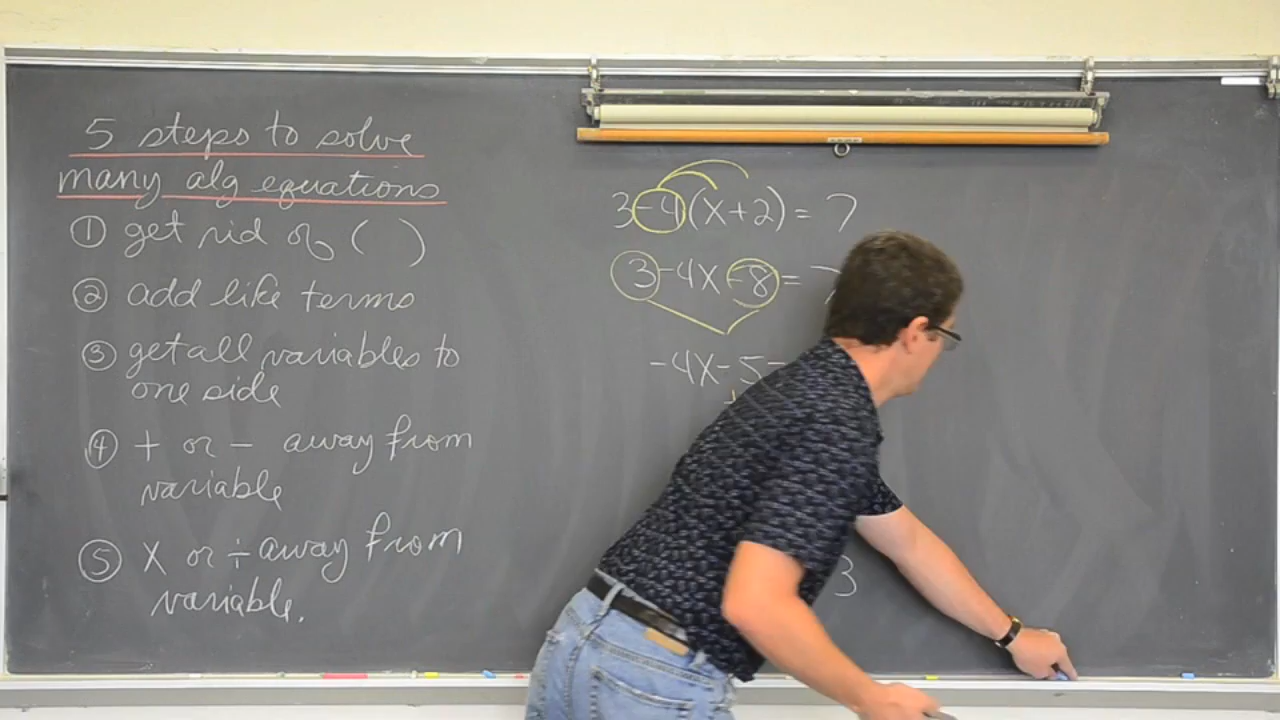 5 steps to solve
many alg equations
① get rid of ( )
② add like terms
③ get all variables to
one side
④ + or - away from
variable
⑤ X or ÷ away from
variable.
3-4(X+2)= 7
3-4X-8= 7
-4X-5=
3